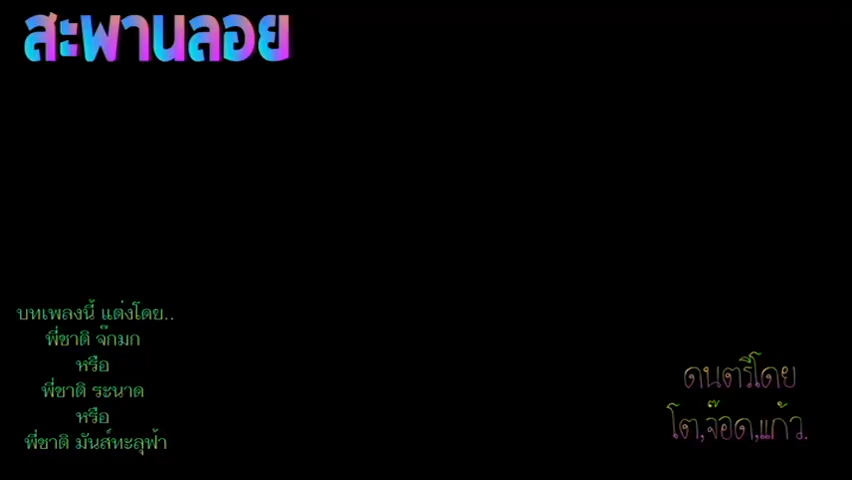 สะพานลอย
บทเพลงนี้ แต่งโดย..
พี่ชาติ จ๊กมก
หรือ
พี่ชาติ ระนาด
หรือ
พี่ชาติ มันส์ทะลุฟ้า
ดนตรีโดย
โต,จ๊อด,แก้ว.